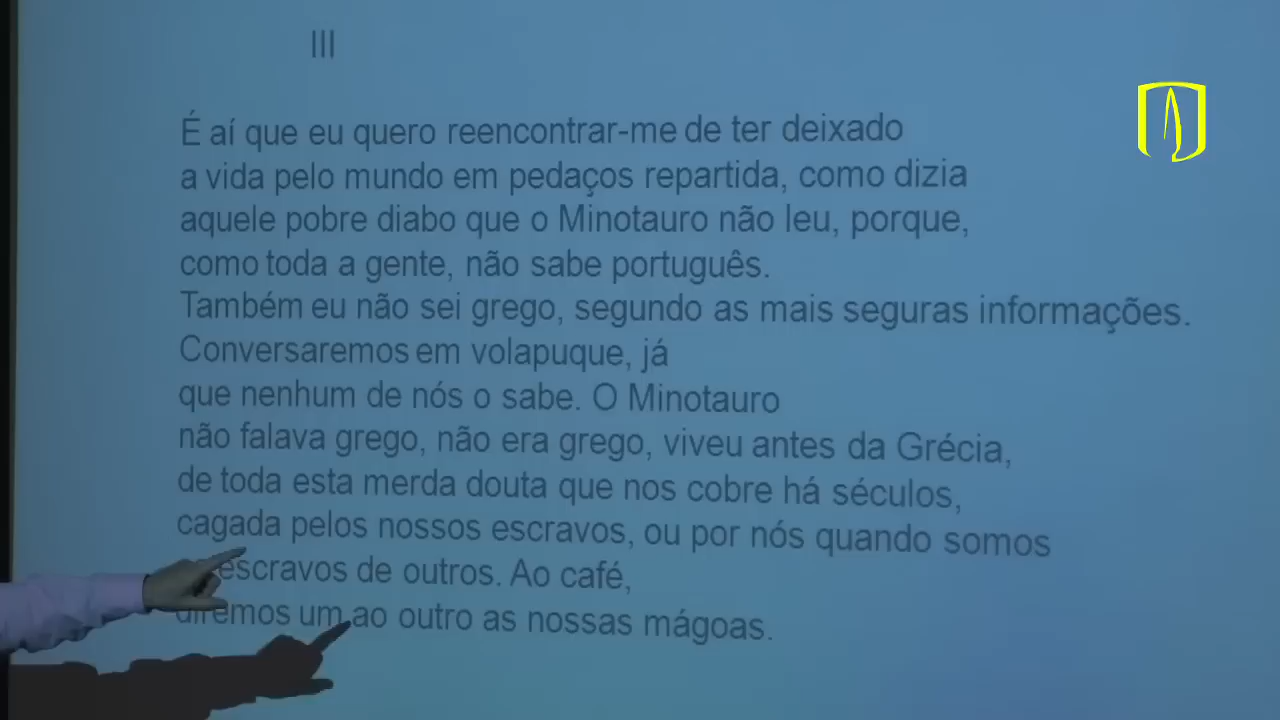 III
É aí que eu quero reencontrar-me de ter deixado
a vida pelo mundo em pedaços repartida, como dizia
aquele pobre diabo que o Minotauro não leu, porque,
como toda a gente, não sabe português.
Também eu não sei grego, segundo as mais seguras informações.
Conversaremos em volapuque, já
que nenhum de nós o sabe. O Minotauro
não falava grego, não era grego, viveu antes da Grécia,
de toda esta merda douta que nos cobre há séculos,
cagada pelos nossos escravos, ou por nós quando somos
escravos de outros. Ao café,
diremos um ao outro as nossas mágoas.